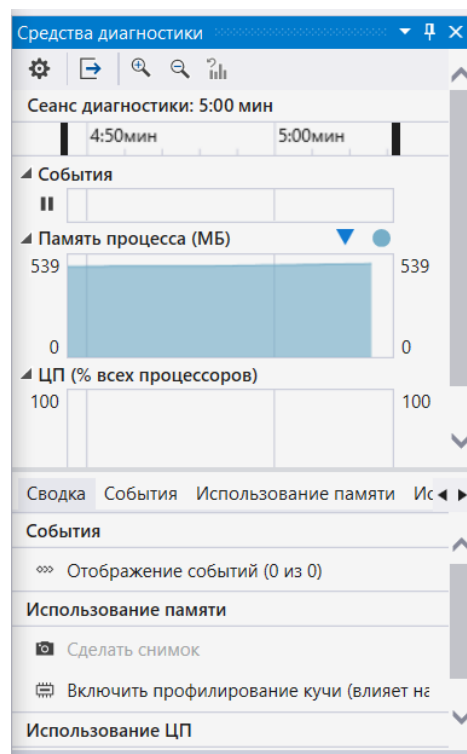 Средства диагностики
Сеанс диагностики: 5:00 мин
4:50мин 5:00мин
События
Память процесса (МБ)
539 539
0 0
ЦП (% всех процессоров)
100 100
Сводка События Использование памяти Ис
События
Отображение событий (0 из 0)
Использование памяти
Сделать снимок
Включить профилирование кучи (влияет на
Использование ЦП